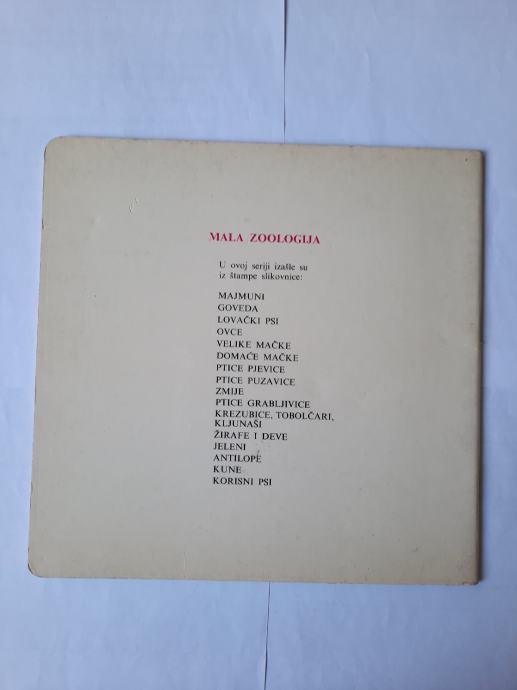 MALA ZOOLOGIJA
U ovoj seriji izašle su
iz štampe slikovnice:
MAJMUNI
GOVEDA
LOVAČKI PSI
OVCE
VELIKE MAČKE
DOMAĆE MAČKE
PTICE PJEVICE
PTICE PUZAVICE
ZMIJE
PTICE GRABLJIVICE
KREZUBICE, TOBOLČARI,
KLJUNAŠI
ŽIRAFE I DEVE
JELENI
ANTILOPE
KUNE
KORISNI PSI